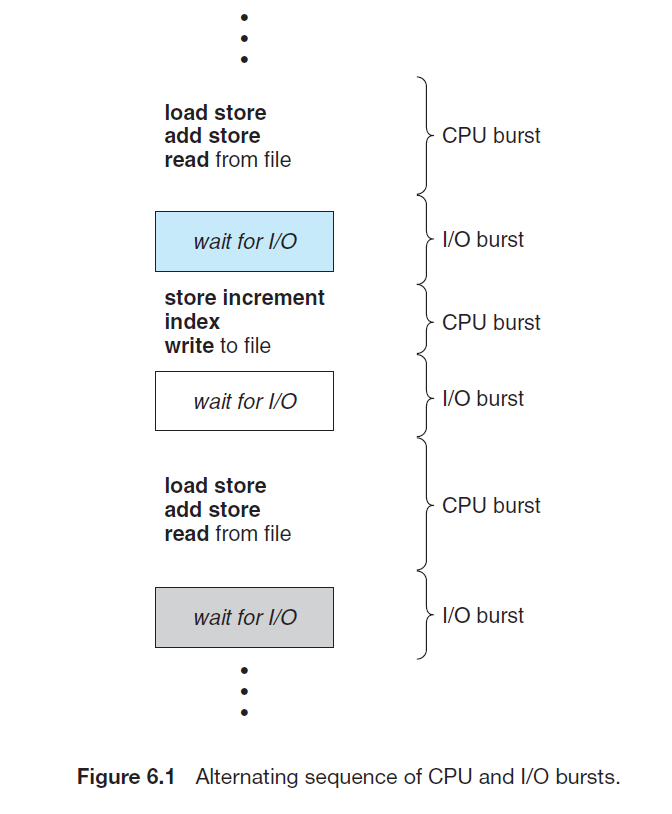 load store
add store
read from file
CPU burst
wait for I/O
I/O burst
store increment
index
write to file
CPU burst
wait for I/O
I/O burst
load store
add store
read from file
CPU burst
wait for I/O
I/O burst
Figure 6.1 Alternating sequence of CPU and I/O bursts.